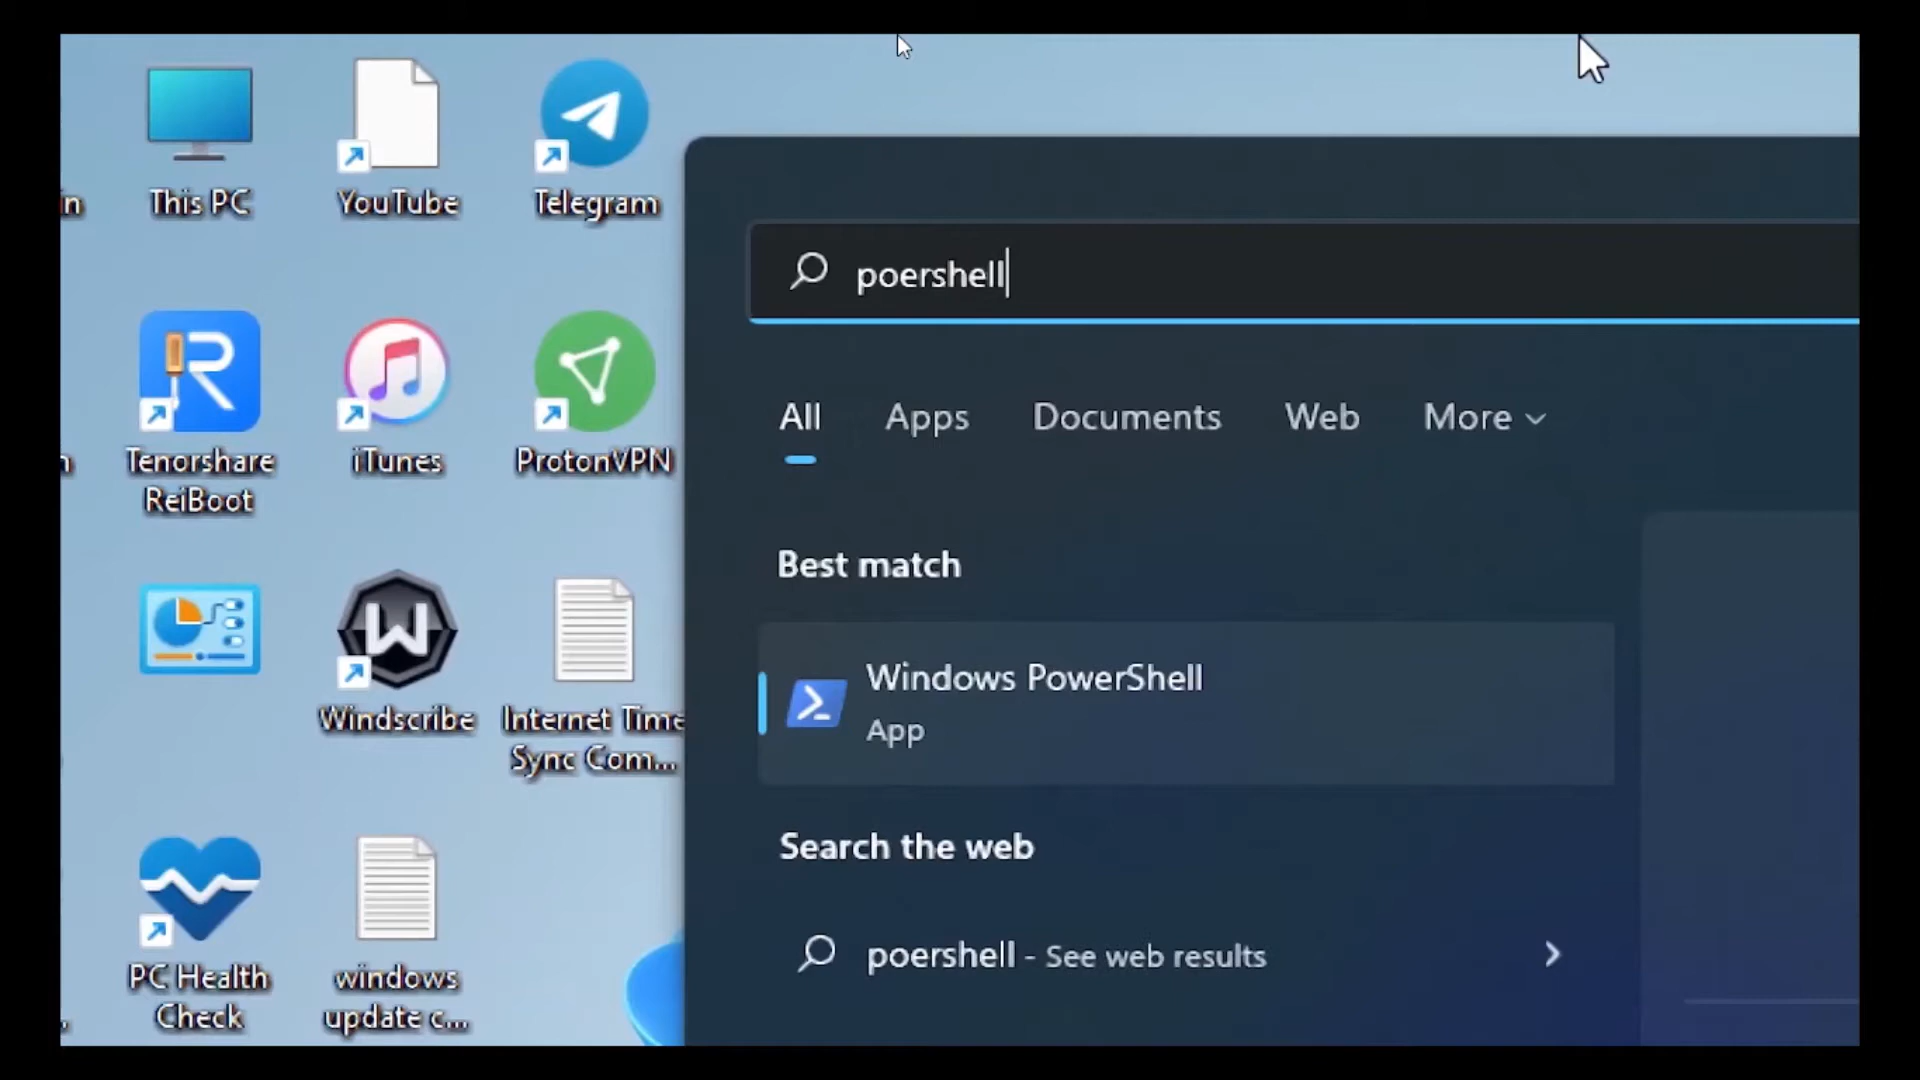 in
This PC
YouTube
Telegram
poershell
All
Apps
Documents
Web
More
Tenorshare
ReiBoot
iTunes
ProtonVPN
Best match
Windows PowerShell
App
Windscribe
Internet Time
Sync Com...
Search the web
poershell - See web results
PC Health
Check
windows
update c...